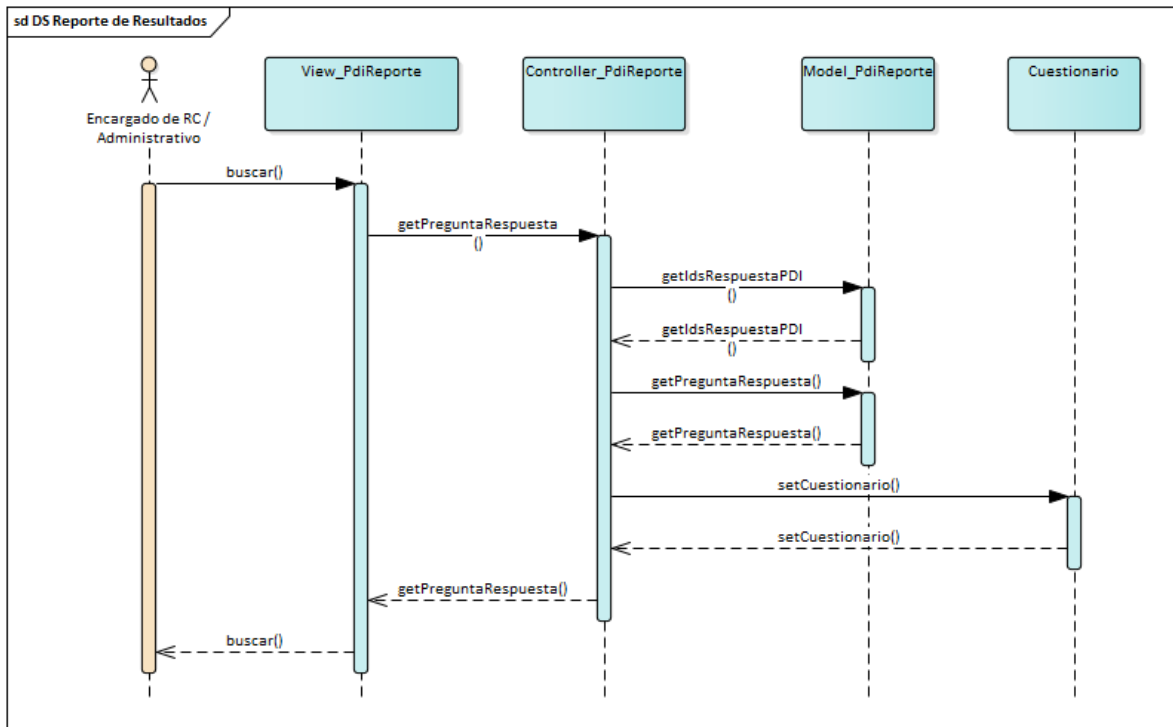 sd DS Reporte de Resultados
Encargado de RC /
Administrativo
View_PdiReporte
Controller_PdiReporte
Model_PdiReporte
Cuestionario
buscar()
getPreguntaRespuesta
()
getIdsRespuestaPDI
()
getIdsRespuestaPDI
()
getPreguntaRespuesta()
getPreguntaRespuesta()
setCuestionario()
setCuestionario()
getPreguntaRespuesta()
buscar()